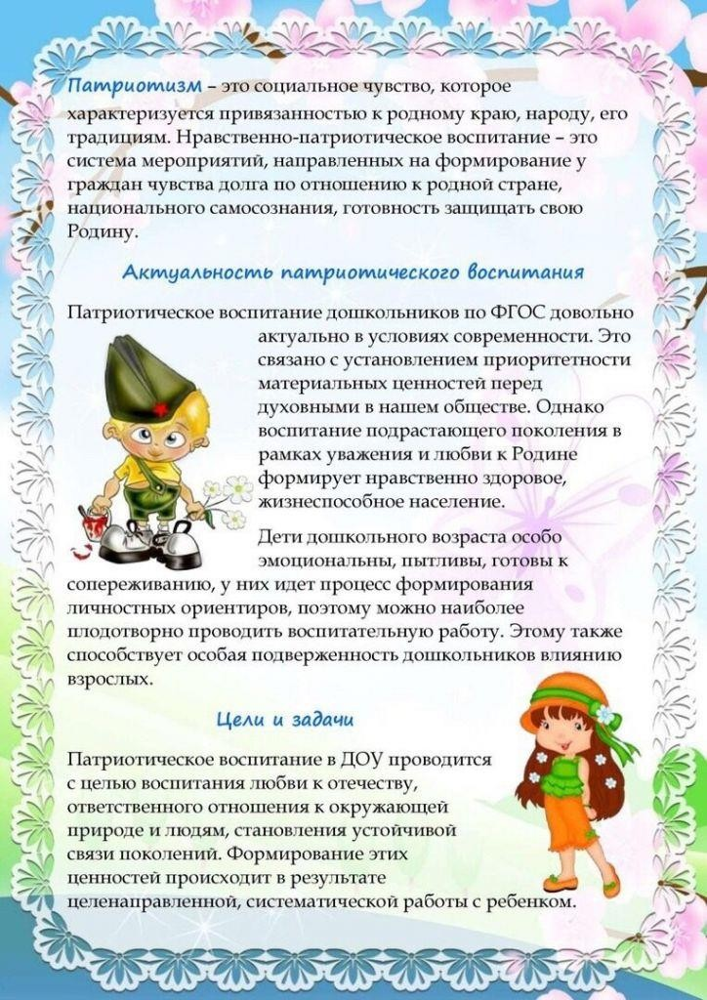 Патриотизм – это социальное чувство, которое
характеризуется привязанностью к родному краю, народу, его
традициям. Нравственно-патриотическое воспитание – это
система мероприятий, направленных на формирование у
граждан чувства долга по отношению к родной стране,
национального самосознания, готовность защищать свою
Родину.
Актуальность патриотического воспитания
Патриотическое воспитание дошкольников по ФГОС довольно
актуально в условиях современности. Это
связано с установлением приоритетности
материальных ценностей перед
духовными в нашем обществе. Однако
воспитание подрастающего поколения в
рамках уважения и любви к Родине
формирует нравственно здоровое,
жизнеспособное население.
Дети дошкольного возраста особо
эмоциональны, пытливы, готовы к
сопереживанию, у них идет процесс формирования
личностных ориентиров, поэтому можно наиболее
плодотворно проводить воспитательную работу. Этому также
способствует особая подверженность дошкольников влиянию
взрослых.
Цели и задачи
Патриотическое воспитание в ДОУ проводится
с целью воспитания любви к отечеству,
ответственного отношения к окружающей
природе и людям, становления устойчивой
связи поколений. Формирование этих
ценностей происходит в результате
целенаправленной, систематической работы с ребенком.